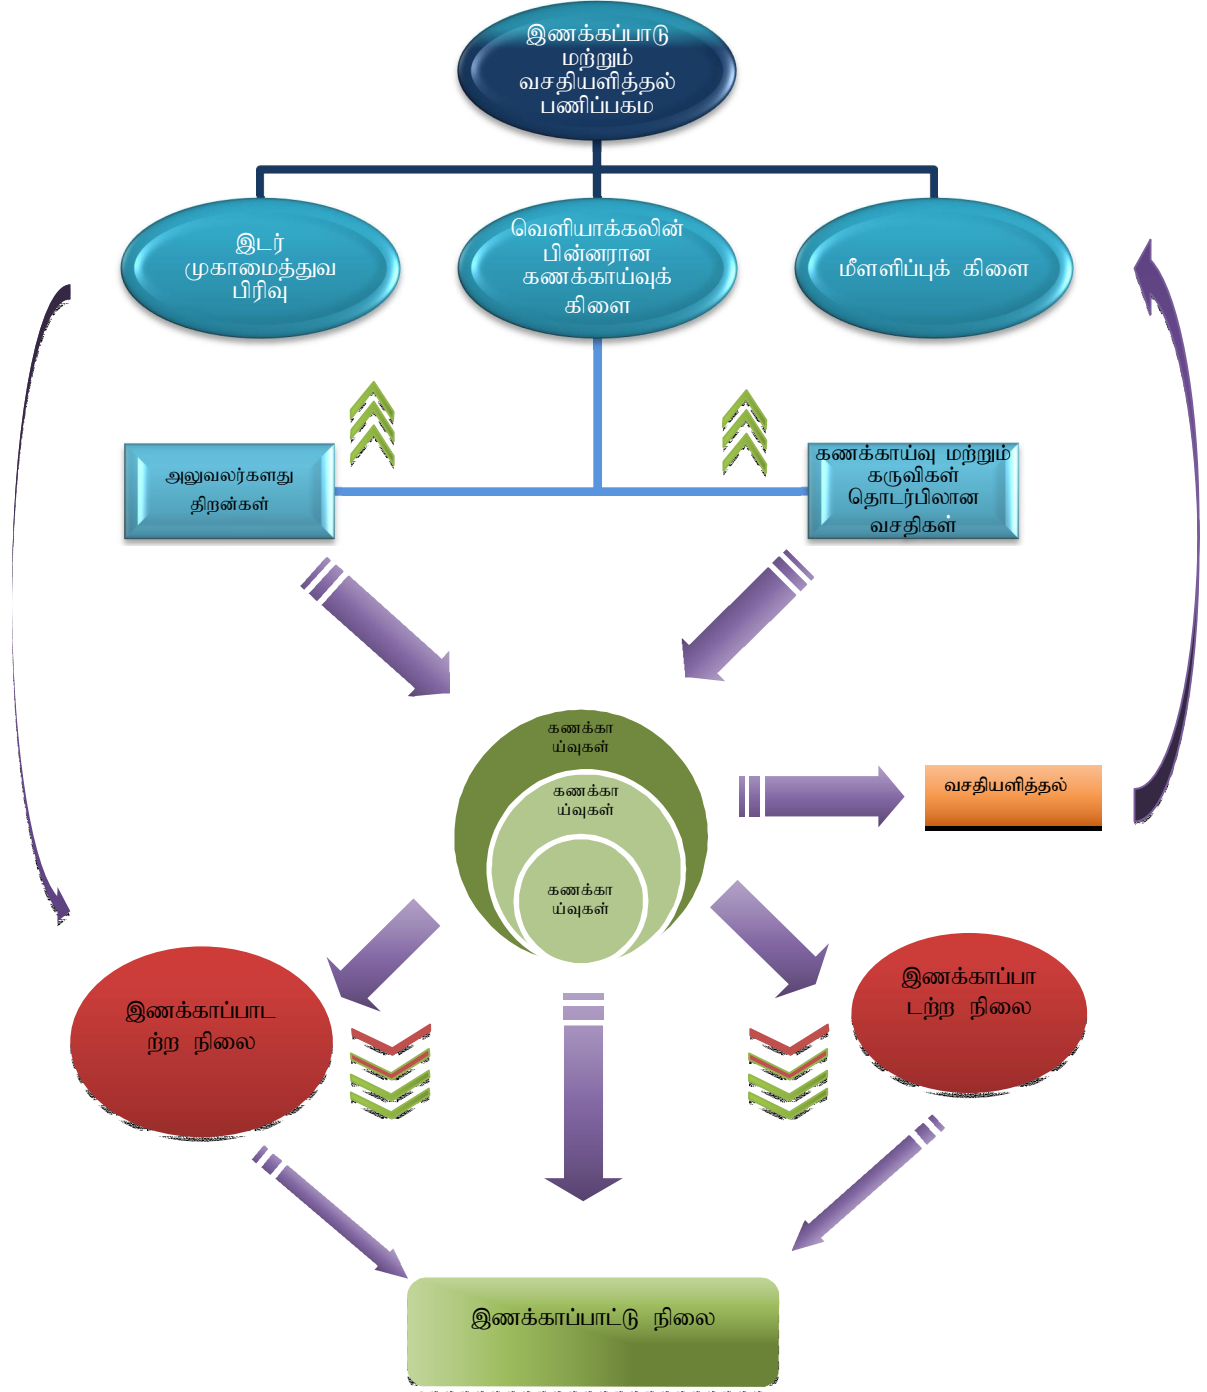 இணக்கப்பாடு
மற்றும்
வசதியளித்தல்
பணிப்பகம
இடர்
முகாமைத்துவ
பிரிவு
வெளியாக்கலின்
பின்னரான
கணக்காய்வுக்
கிளை
மீளளிப்புக் கிளை
அலுவலர்களது
திறன்கள்
கணக்காய்வு மற்றும்
கருவிகள்
தொடர்பிலான
வசதிகள்
கணக்கா
ய்வுகள்
கணக்கா
ய்வுகள்
கணக்கா
ய்வுகள்
வசதியளித்தல்
இணக்காப்பாட
ற்ற நிலை
இணக்காப்பா
டற்ற நிலை
இணக்காப்பாட்டு நிலை